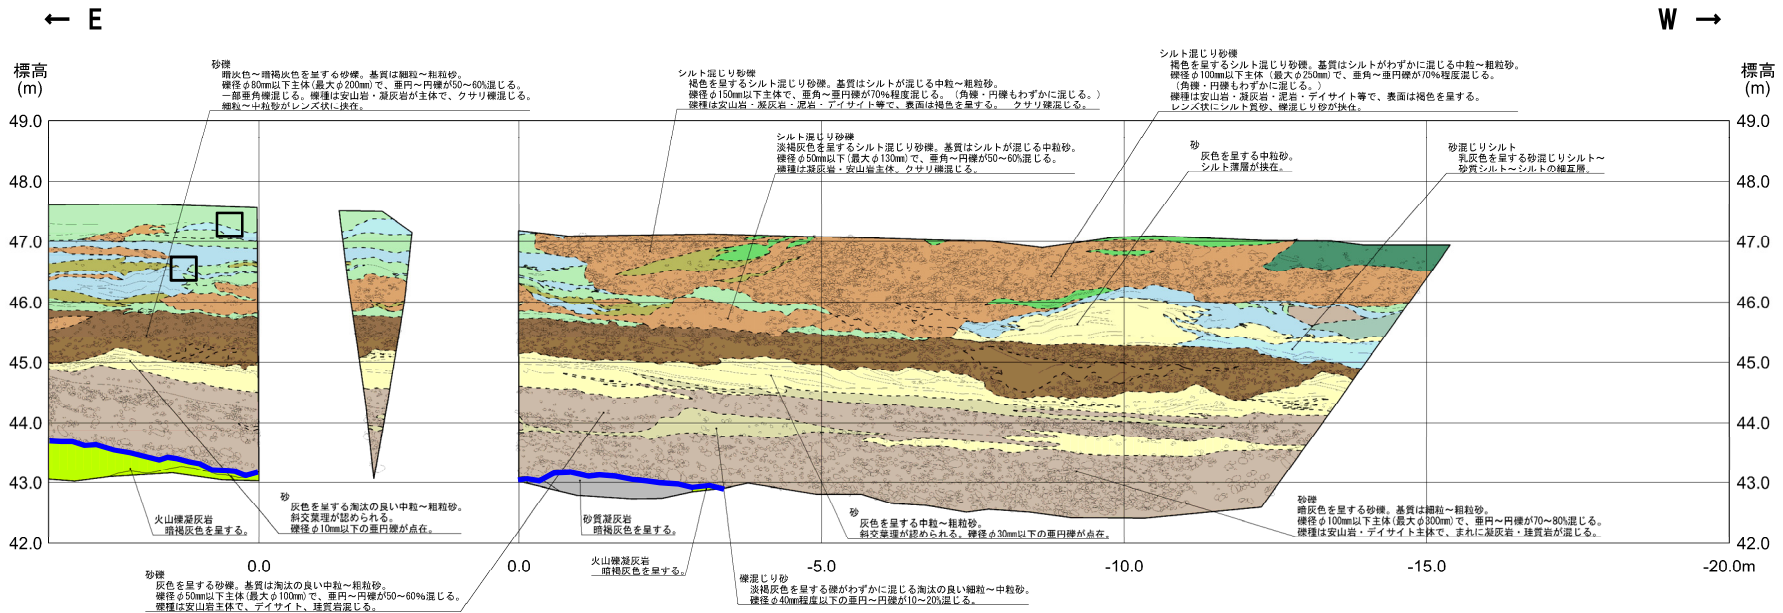 ← E
W →
標高
(m)
標高
(m)
砂礫
暗灰色～暗褐灰色を呈する砂礫。基質は細粒～粗粒砂。
礫径φ80mm以下主体(最大φ200mm)で、亜円～円礫が50～60%混じる。
一部亜角礫混じる。礫種は安山岩・凝灰岩が主体で、クサリ礫混じる。
細粒～中粒砂がレンズ状に挟在。
シルト混じり砂礫
褐色を呈するシルト混じり砂礫。基質はシルトが混じる中粒～粗粒砂。
礫径φ150mm以下主体で、亜角～亜円礫が70%程度混じる。（角礫・円礫もわずかに混じる。）
礫種は安山岩・凝灰岩・泥岩・デイサイト等で、表面は褐色を呈する。 クサリ礫混じる。
シルト混じり砂礫
褐色を呈するシルト混じり砂礫。基質はシルトがわずかに混じる中粒～粗粒砂。
礫径φ100mm以下主体（最大φ250mm）で、亜角～亜円礫が70%程度混じる。
（角礫・円礫もわずかに混じる。）
礫種は安山岩・凝灰岩・泥岩・デイサイト等で、表面は褐色を呈する。
レンズ状にシルト質砂、礫混じり砂が挟在。
シルト混じり砂礫
淡褐灰色を呈するシルト混じり砂礫。基質はシルトが混じる中粒砂。
礫径φ50mm以下(最大φ130mm)で、亜角～円礫が50～60%混じる。
礫種は凝灰岩・安山岩主体。クサリ礫混じる。
砂
灰色を呈する中粒砂。
シルト薄層が挟在。
砂混じりシルト
乳灰色を呈する砂混じりシルト～
砂質シルト～シルトの細互層。
49.0
49.0
48.0
48.0
47.0
47.0
46.0
46.0
45.0
45.0
44.0
44.0
43.0
43.0
42.0
42.0
火山礫凝灰岩
暗褐灰色を呈する。
砂
灰色を呈する淘汰の良い中粒～粗粒砂。
斜交葉理が認められる。
礫径φ10mm以下の亜円礫が点在。
砂質凝灰岩
暗褐灰色を呈する。
砂
灰色を呈する中粒～粗粒砂。
斜交葉理が認められる。礫径φ30mm以下の亜円礫が点在。
砂礫
暗灰色を呈する砂礫。基質は細粒～粗粒砂。
礫径φ100mm以下主体(最大φ300mm)で、亜円～円礫が70～80%混じる。
礫種は安山岩・デイサイト主体で、まれに凝灰岩・珪質岩が混じる。
0.0
0.0
-5.0
-10.0
-15.0
-20.0m
火山礫凝灰岩
暗褐灰色を呈する。
砂礫
灰色を呈する砂礫。基質は淘汰の良い中粒～粗粒砂。
礫径φ50mm以下主体(最大φ100mm)で、亜円～円礫が50～60%混じる。
礫種は安山岩主体で、デイサイト、珪質岩混じる。
礫混じり砂
淡褐灰色を呈する礫がわずかに混じる淘汰の良い細粒～中粒砂。
礫径φ40mm程度以下の亜円～円礫が10～20%混じる。